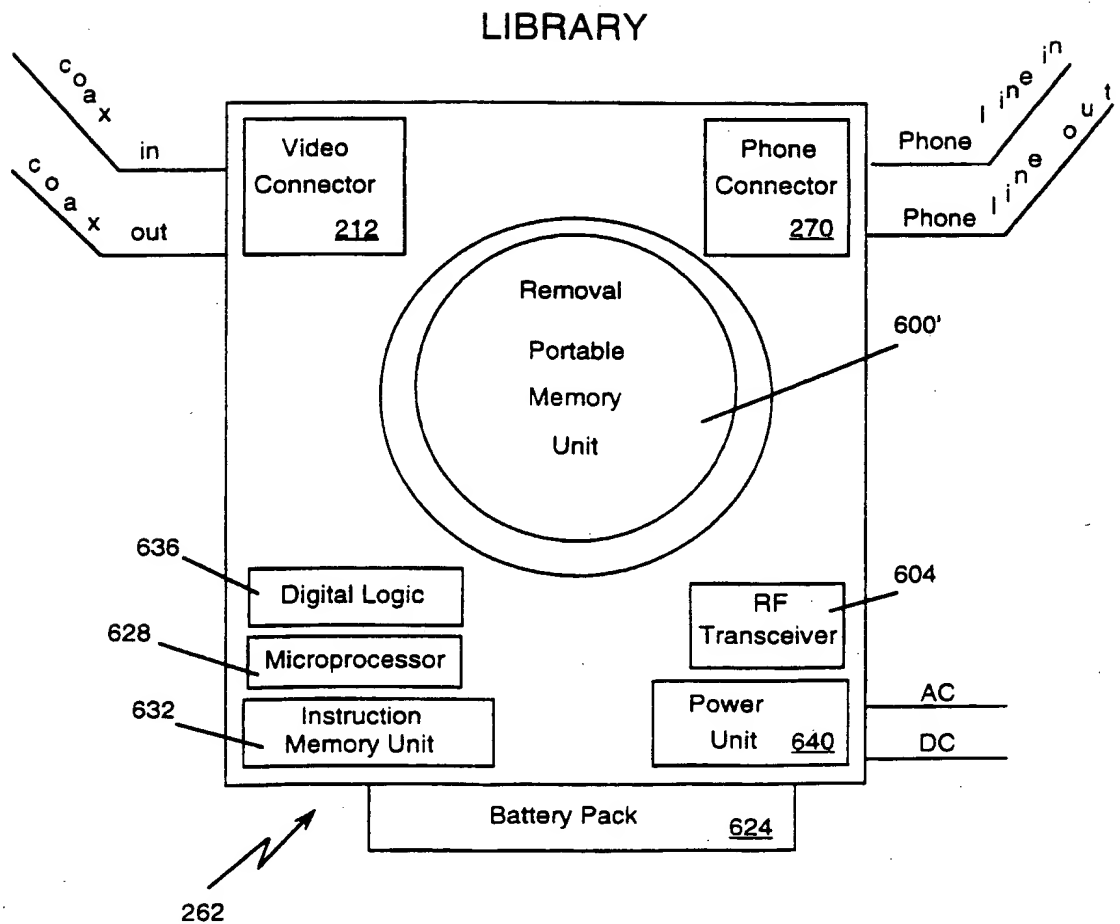 LIBRARY
coax in
coax out
Video
Connector
212
Phone
Connector
270
Phone line in
Phone line out
Removal
Portable
Memory
Unit
600'
636
Digital Logic
628
Microprocessor
632
Instruction
Memory Unit
604
RF
Transceiver
Power
Unit 640
AC
DC
Battery Pack 624
262